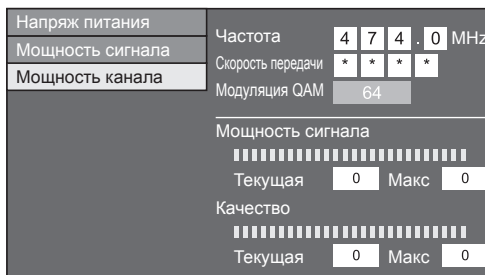 Напряж питания
Мощность сигнала
Мощность канала
Частота 4 7 4 . 0 MHz
Скорость передачи * * * *
Модуляция QAM 64
Мощность сигнала
Текущая 0 Макс 0
Качество
Текущая 0 Макс 0